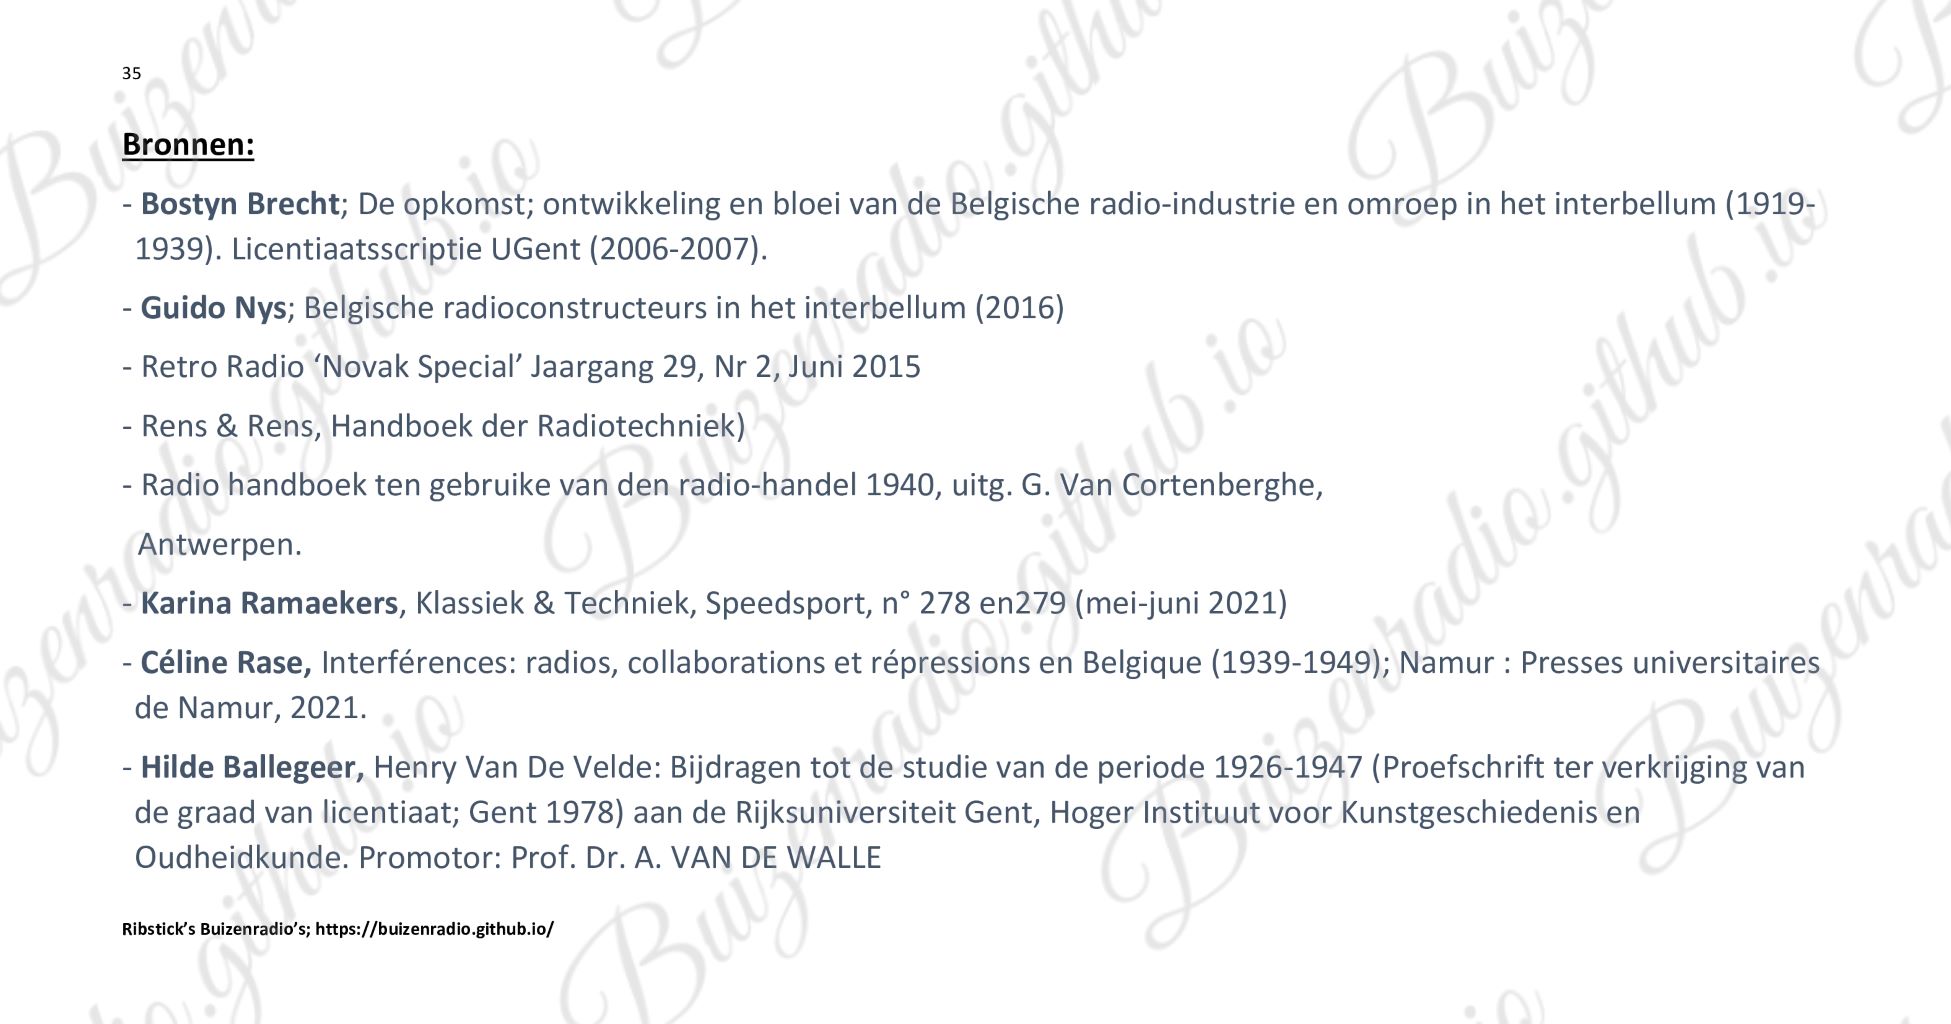 35
Bronnen:
- Bostyn Brecht; De opkomst; ontwikkeling en bloei van de Belgische radio-industrie en omroep in het interbellum (1919-
1939). Licentiaatsscriptie UGent (2006-2007).
- Guido Nys; Belgische radioconstructeurs in het interbellum (2016)
- Retro Radio ‘Novak Special’ Jaargang 29, Nr 2, Juni 2015
- Rens & Rens, Handboek der Radiotechniek)
- Radio handboek ten gebruike van den radio-handel 1940, uitg. G. Van Cortenberghe,
Antwerpen.
- Karina Ramaekers, Klassiek & Techniek, Speedsport, n° 278 en279 (mei-juni 2021)
- Céline Rase, Interférences: radios, collaborations et répressions en Belgique (1939-1949); Namur : Presses universitaires
de Namur, 2021.
- Hilde Ballegeer, Henry Van De Velde: Bijdragen tot de studie van de periode 1926-1947 (Proefschrift ter verkrijging van
de graad van licentiaat; Gent 1978) aan de Rijksuniversiteit Gent, Hoger Instituut voor Kunstgeschiedenis en
Oudheidkunde. Promotor: Prof. Dr. A. VAN DE WALLE
Ribstick’s Buizenradio’s; https://buizenradio.github.io/
Buizenradio.github.io